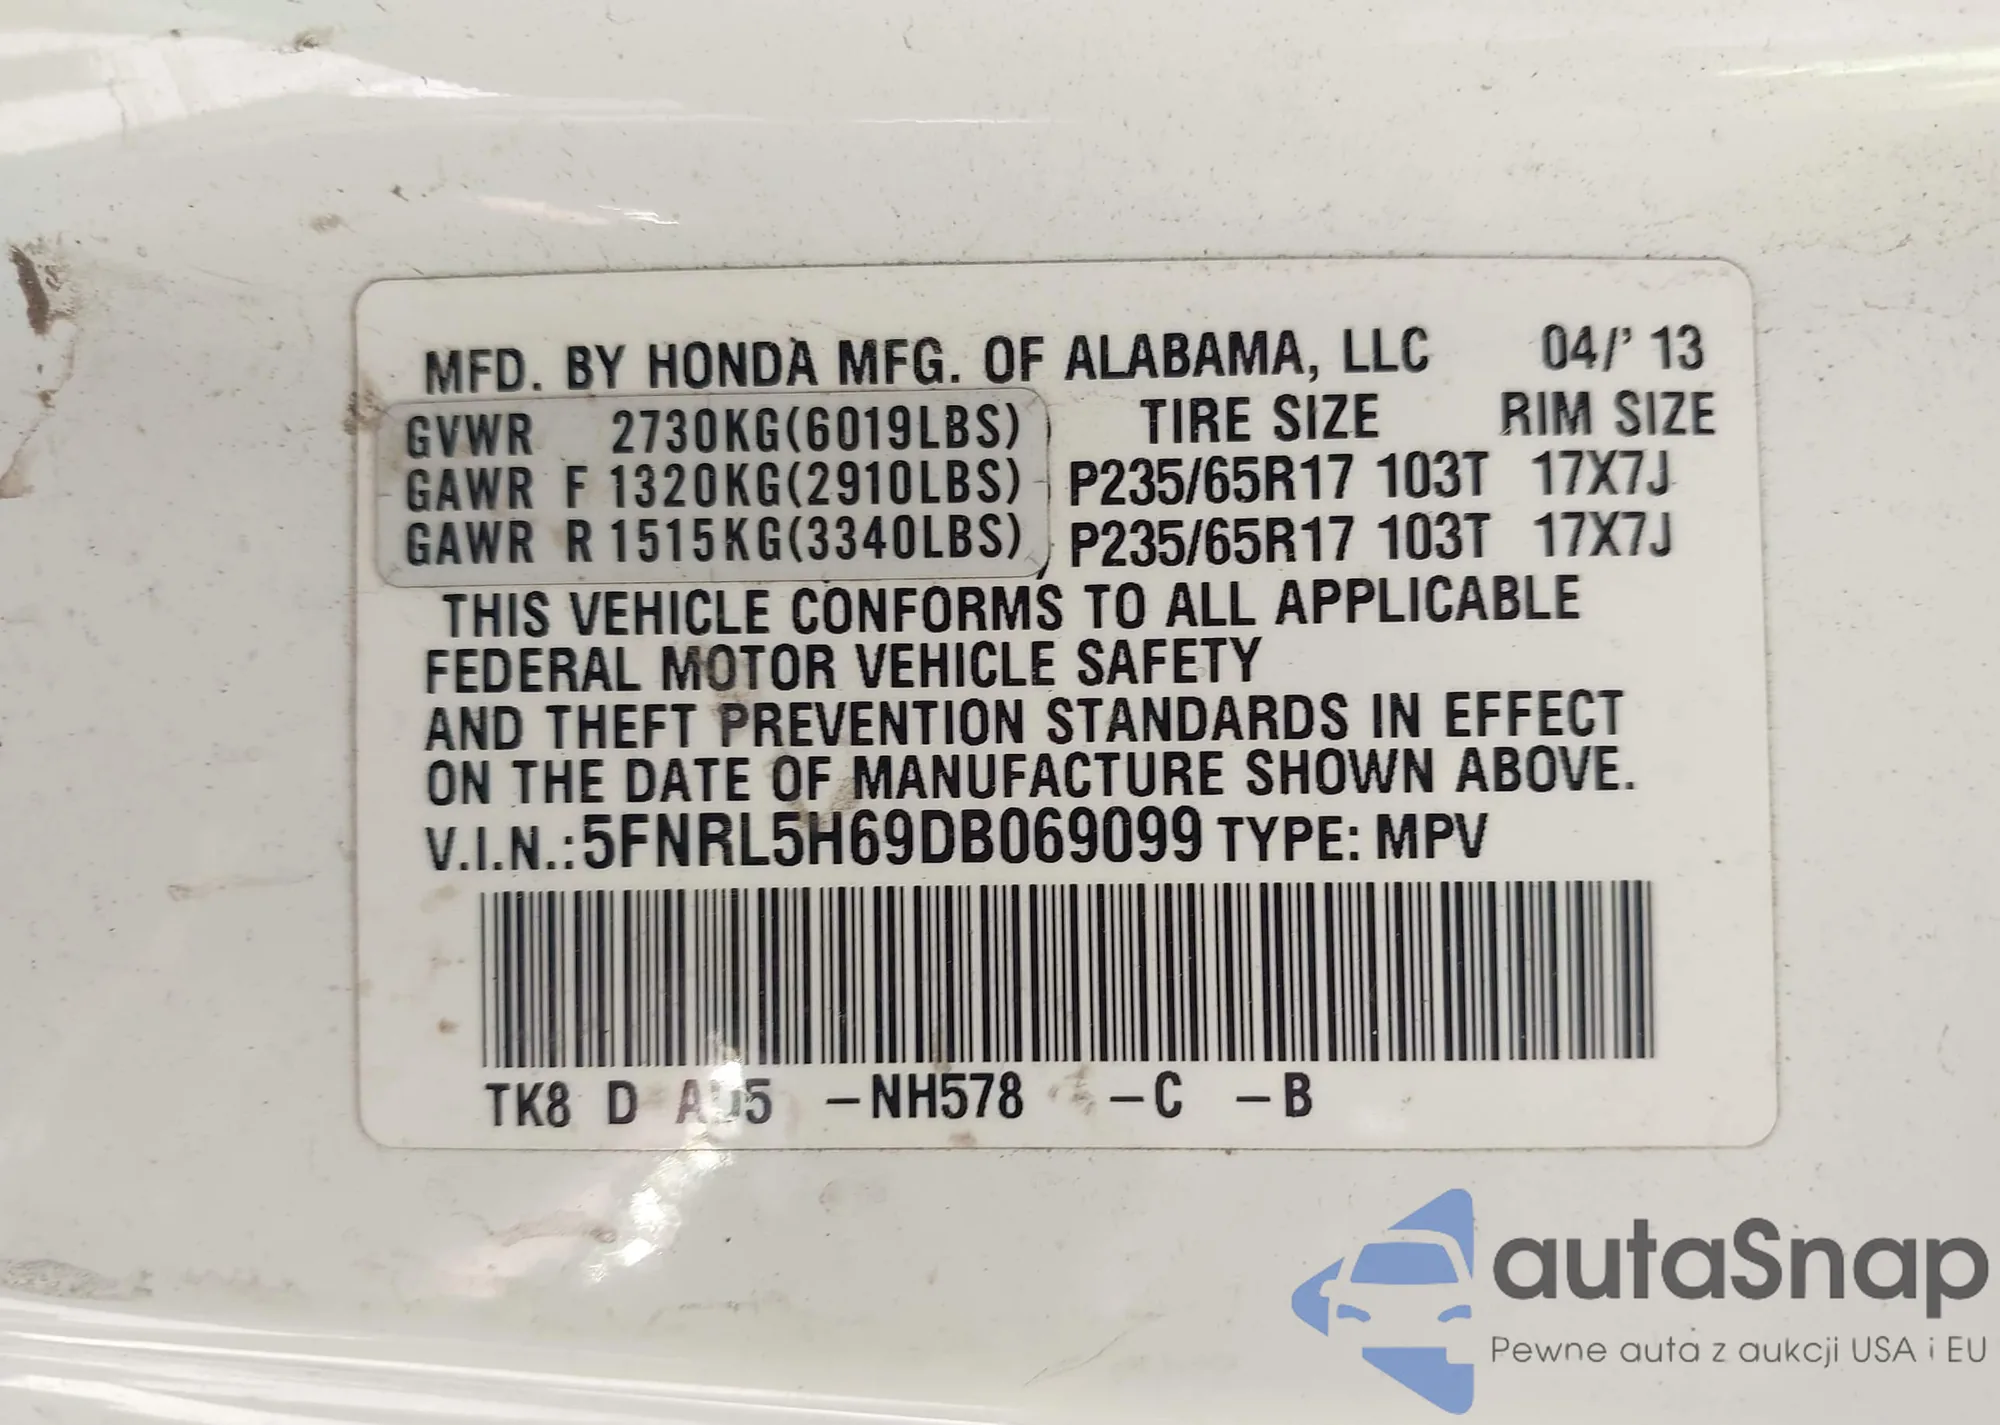 MFD. BY HONDA MFG. OF ALABAMA, LLC 04/' 13
GVWR 2730KG(6019LBS) TIRE SIZE RIM SIZE
GAWR F 1320KG(2910LBS) P235/65R17 103T 17X7J
GAWR R 1515KG(3340LBS) P235/65R17 103T 17X7J
THIS VEHICLE CONFORMS TO ALL APPLICABLE
FEDERAL MOTOR VEHICLE SAFETY
AND THEFT PREVENTION STANDARDS IN EFFECT
ON THE DATE OF MANUFACTURE SHOWN ABOVE.
V.I.N.:5FNRL5H69DB069099 TYPE: MPV
TK8 D –NH578 –C –B
autaSnap
Pewne auta z aukcji USA i EU